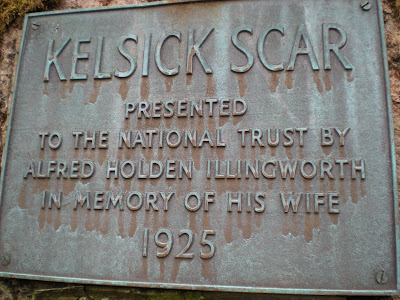 KELSICK SCAR
PRESENTED
TO THE NATIONAL TRUST BY
ALFRED HOLDEN ILLINGWORTH
IN MEMORY OF HIS WIFE
1925